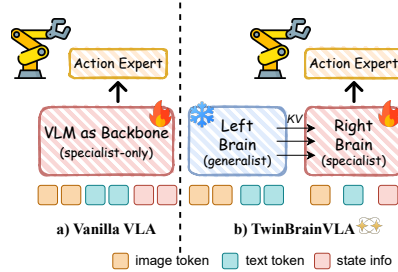 Action Expert
VLM as Backbone
(specialist-only)
a) Vanilla VLA
Action Expert
Left
Brain
(generalist)
KV
Right
Brain
(specialist)
b) TwinBrainVLA
image token
text token
state info